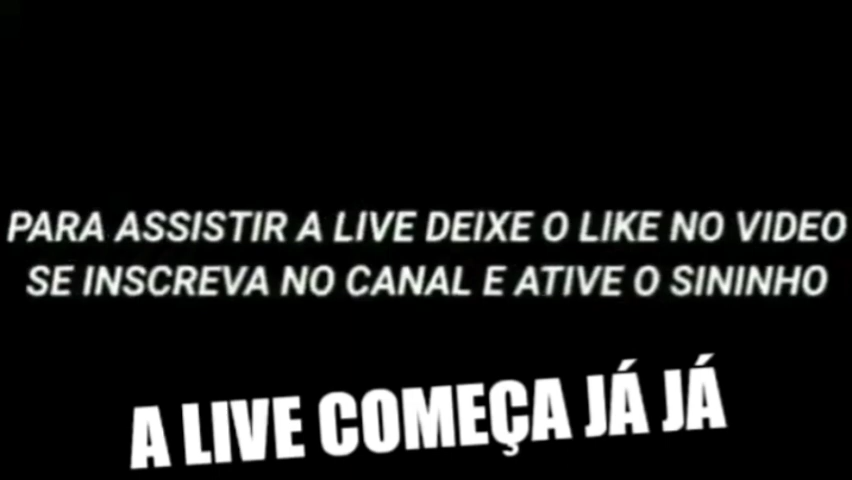 PARA ASSISTIR A LIVE DEIXE O LIKE NO VIDEO
SE INSCREVA NO CANAL E ATIVE O SININHO
A LIVE COMEÇA JÁ JÁ